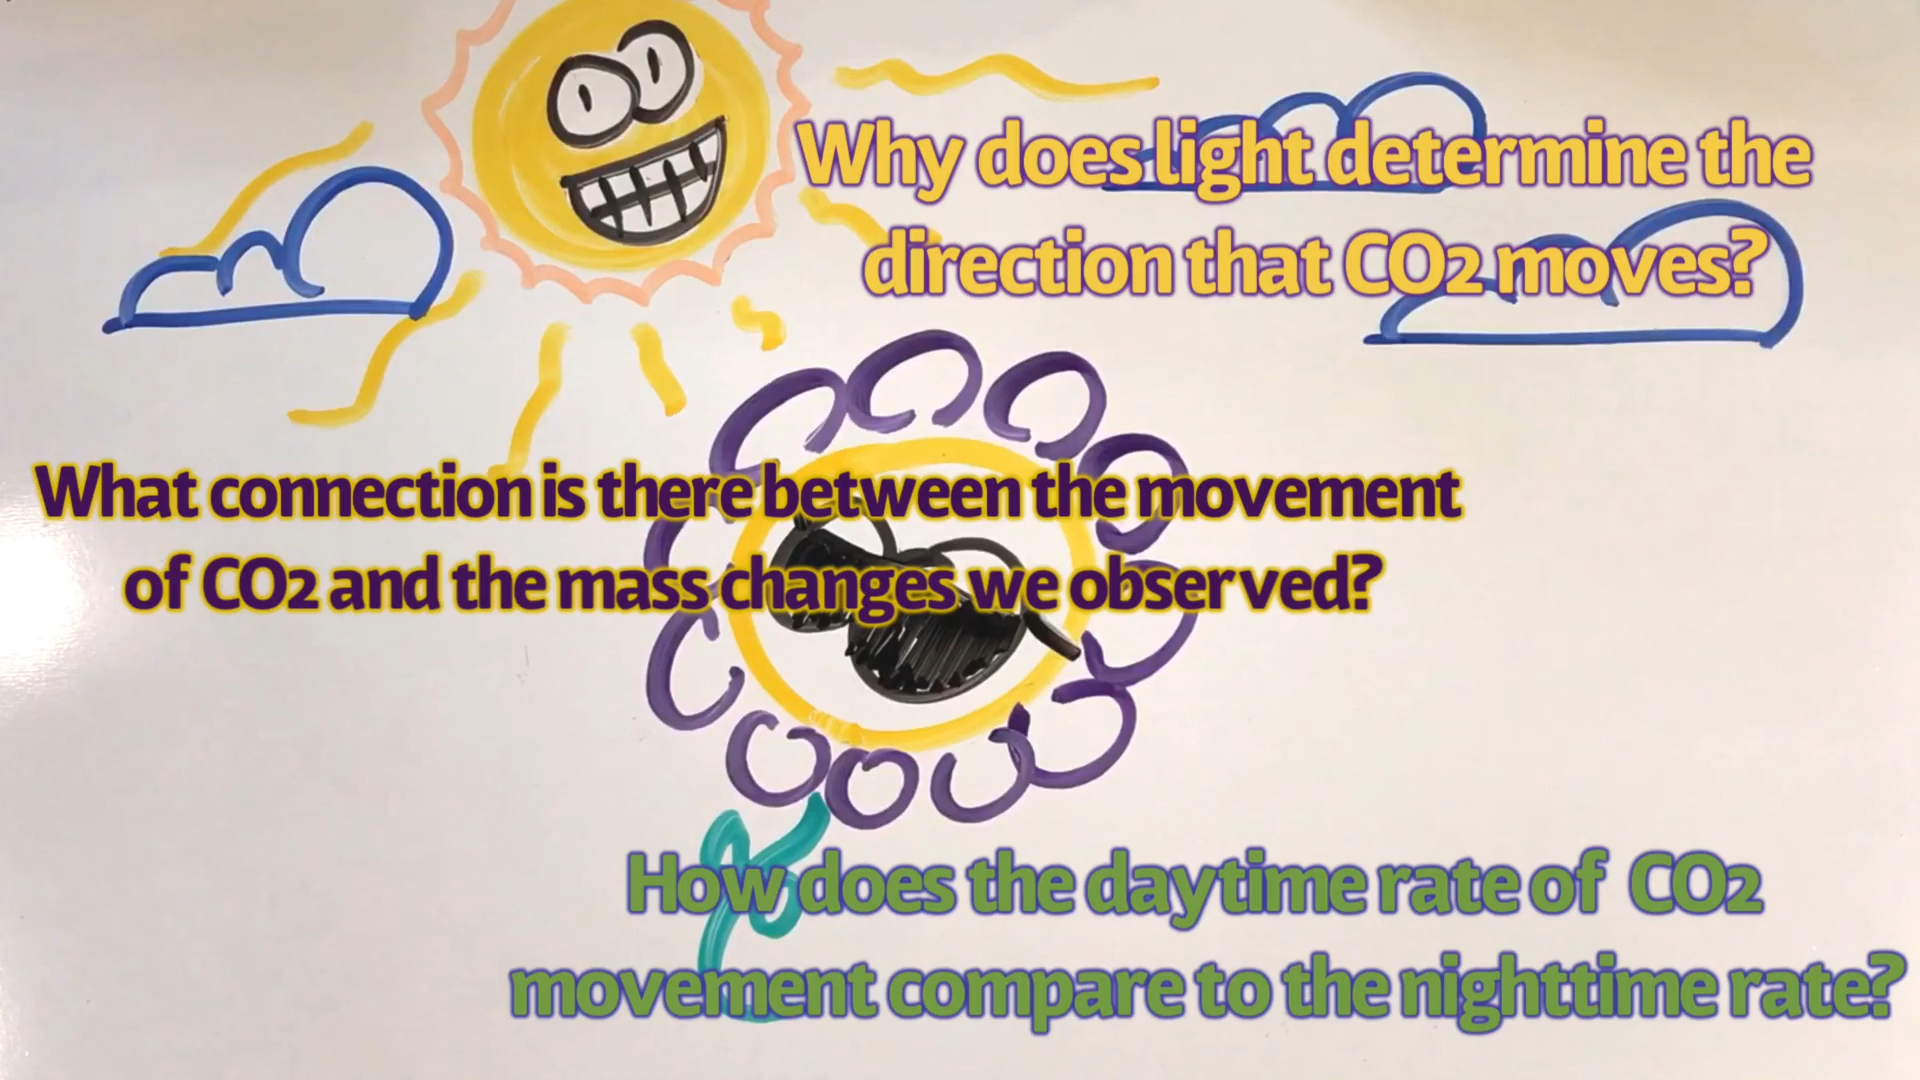 Why does light determine the
direction that CO2 moves?
What connection is there between the movement
of CO2 and the mass changes we observed?
How does the daytime rate of CO2
movement compare to the nighttime rate?